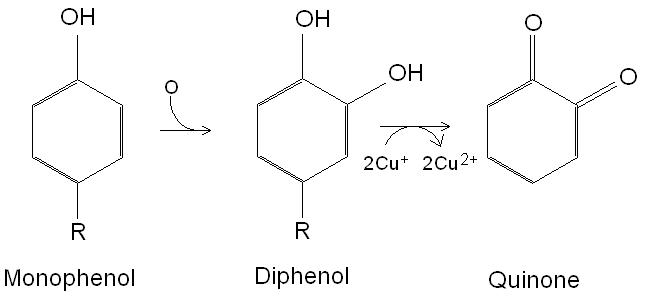 OH
O
R
Monophenol
OH
OH
R
Diphenol
2Cu+ 2Cu2+
O
O
Quinone